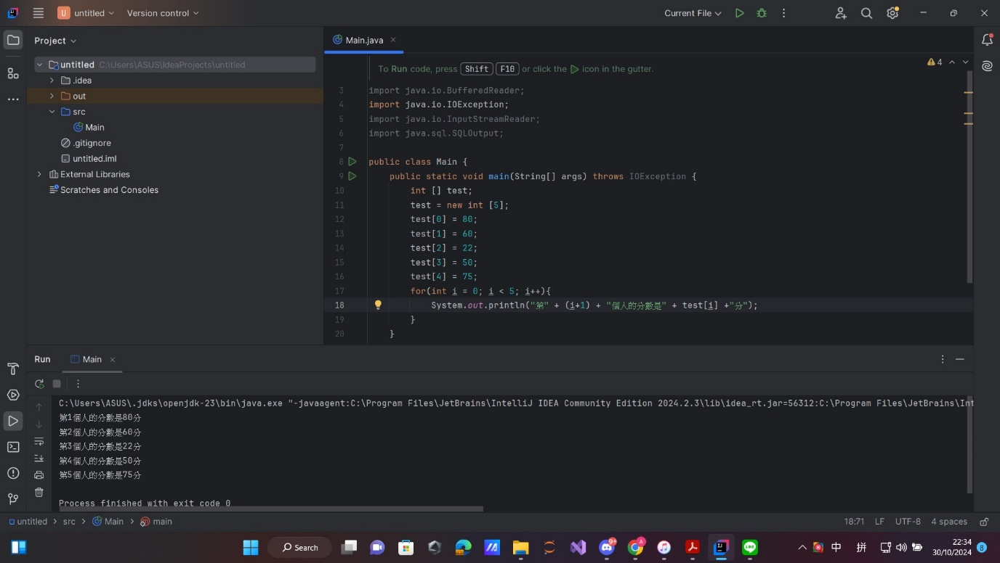 U untitled Version control Current File
Project
Main.java
untitled C:\Users\ASUS\IdeaProjects\untitled
.idea
out
src
Main
.gitignore
untitled.iml
External Libraries
Scratches and Consoles
To Run code, press Shift F10 or click the icon in the gutter.
4
3 import java.io.BufferedReader;
4 import java.io.IOException;
5 import java.io.InputStreamReader;
6 import java.sql.SQLOutput;
7
8 public class Main {
9 public static void main(String[] args) throws IOException {
10 int [] test;
11 test = new int [5];
12 test[0] = 80;
13 test[1] = 60;
14 test[2] = 22;
15 test[3] = 50;
16 test[4] = 75;
17 for(int i = 0; i < 5; i++){
18 System.out.println("第" + (i+1) + "個人的分數是" + test[i] +"分");
19 }
20 }
Run Main
C:\Users\ASUS\.jdks\openjdk-23\bin\java.exe "-javaagent:C:\Program Files\JetBrains\IntelliJ IDEA Community Edition 2024.2.3\lib\idea_rt.jar=56312:C:\Program Files\JetBrains\Int
第1個人的分數是80分
第2個人的分數是60分
第3個人的分數是22分
第4個人的分數是50分
第5個人的分數是75分
Process finished with exit code 0
untitled > src > Main > main 18:71 LF UTF-8 4 spaces
Search 中 拼 22:34
30/10/2024 8